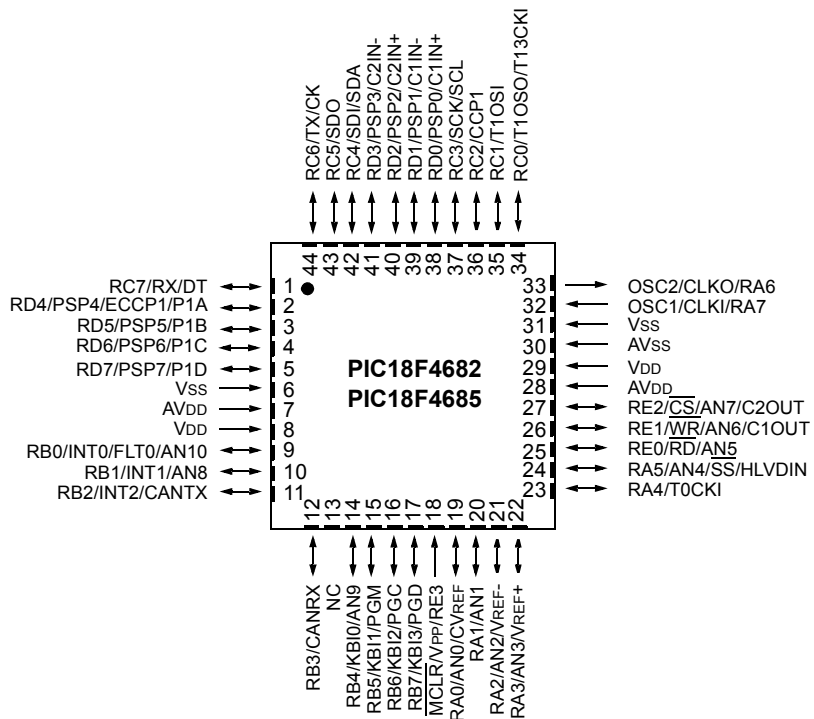 RC6/TX/CK
RC5/SDO
RC4/SDI/SDA
RD3/PSP3/C2IN-
RD2/PSP2/C2IN+
RD1/PSP1/C1IN-
RD0/PSP0/C1IN+
RC3/SCK/SCL
RC2/CCP1
RC1/T1OSI
RC0/T1OSO/T13CKI
44
43
42
41
40
39
38
37
36
35
34
RC7/RX/DT 1
RD4/PSP4/ECCP1/P1A 2
RD5/PSP5/P1B 3
RD6/PSP6/P1C 4
RD7/PSP7/P1D 5
VSS 6
AVDD 7
VDD 8
RB0/INT0/FLT0/AN10 9
RB1/INT1/AN8 10
RB2/INT2/CANTX 11
PIC18F4682
PIC18F4685
33 OSC2/CLKO/RA6
32 OSC1/CLKI/RA7
31 VSS
30 AVSS
29 VDD
28 AVDD
27 RE2/CS/AN7/C2OUT
26 RE1/WR/AN6/C1OUT
25 RE0/RD/AN5
24 RA5/AN4/SS/HLVDIN
23 RA4/T0CKI
12
13
14
15
16
17
18
19
20
21
22
RB3/CANRX
NC
RB4/KBI0/AN9
RB5/KBI1/PGM
RB6/KBI2/PGC
RB7/KBI3/PGD
MCLR/VPP/RE3
RA0/AN0/CVREF
RA1/AN1
RA2/AN2/VREF-
RA3/AN3/VREF+